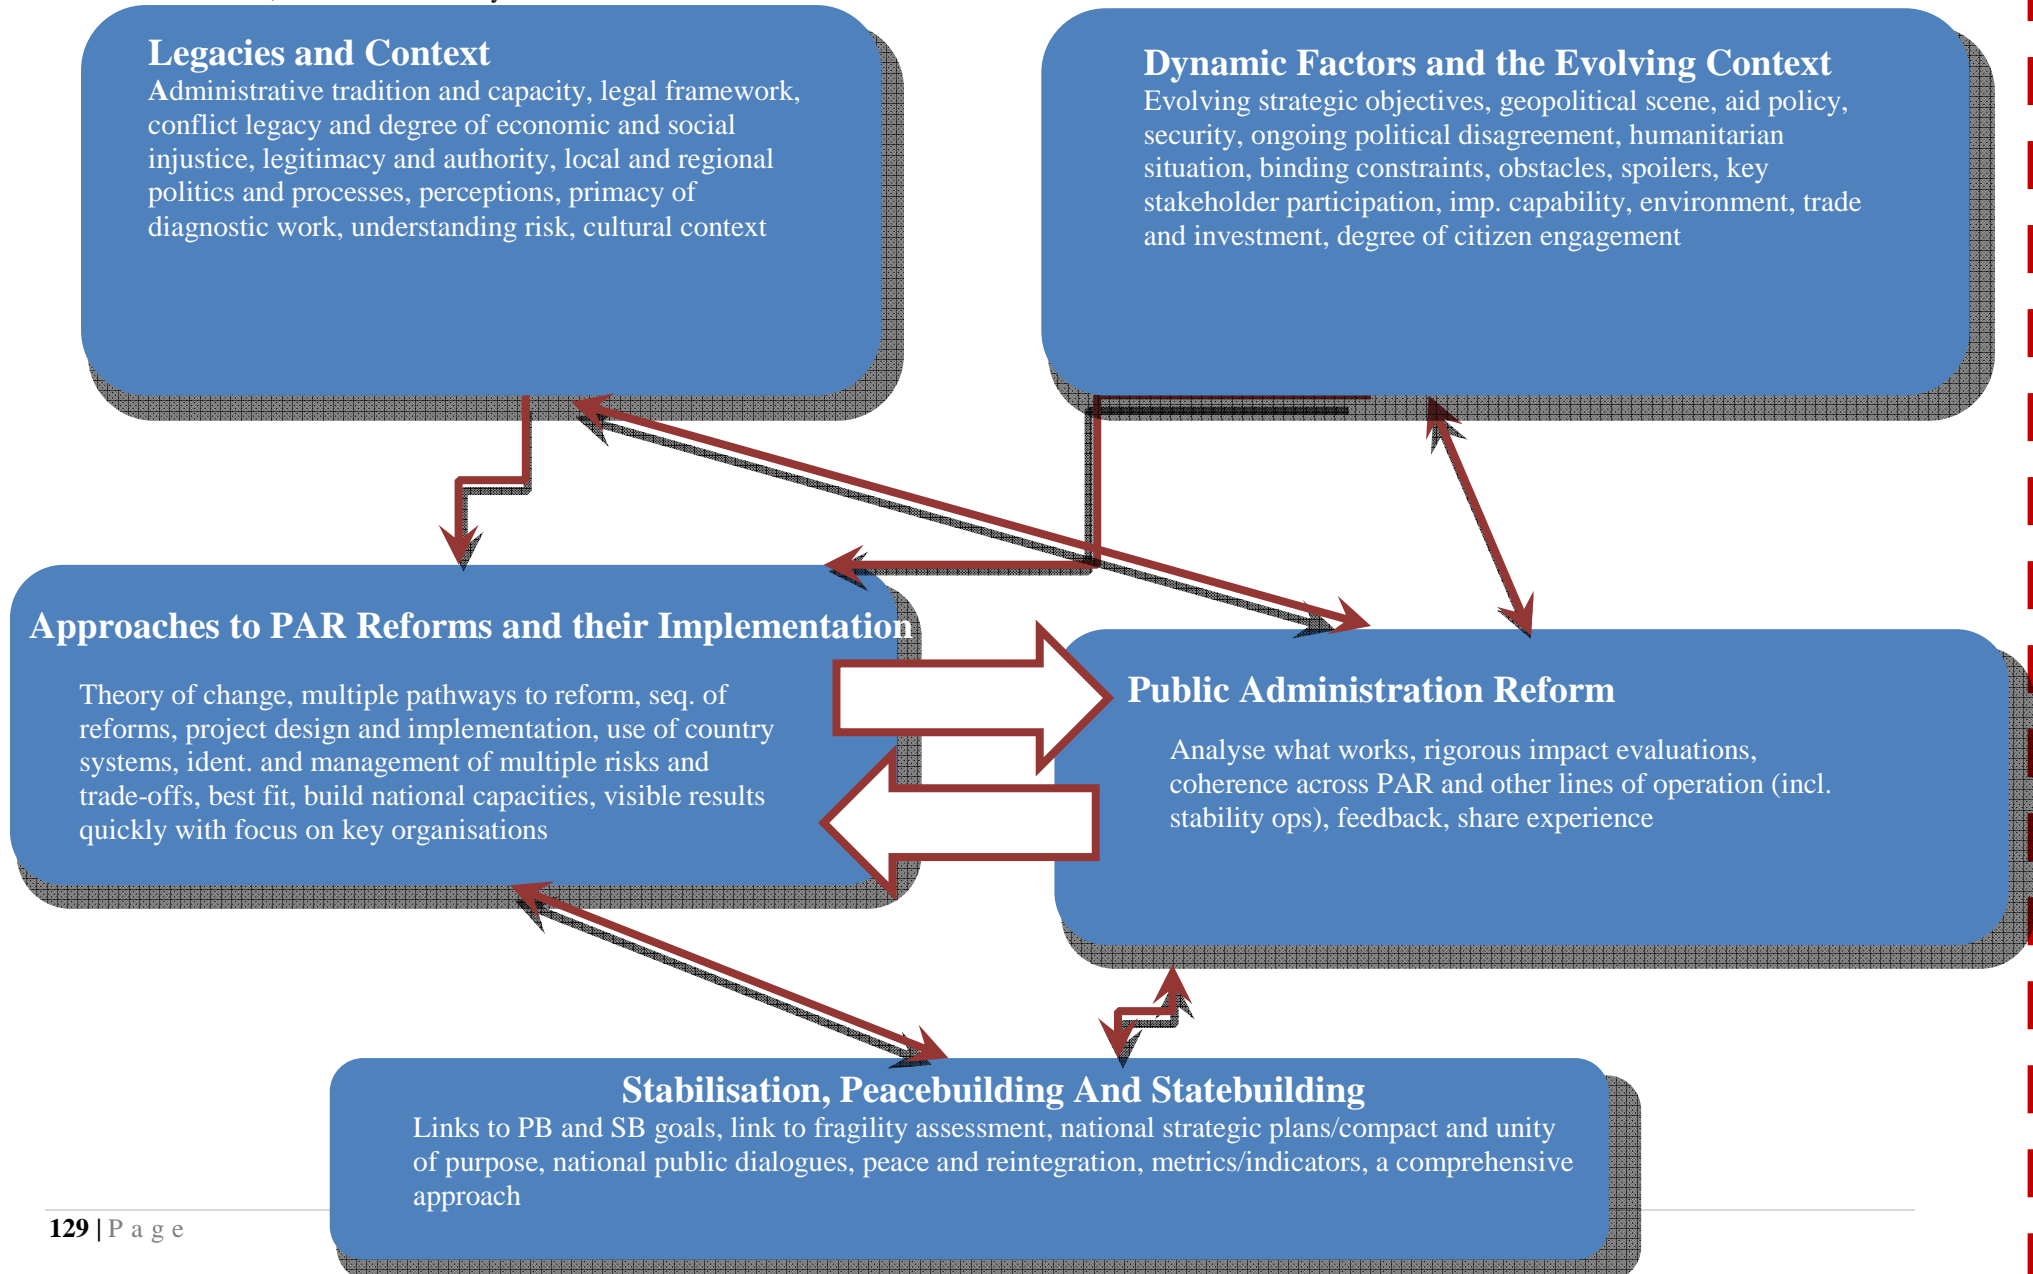 Legacies and Context
Administrative tradition and capacity, legal framework,
conflict legacy and degree of economic and social
injustice, legitimacy and authority, local and regional
politics and processes, perceptions, primacy of
diagnostic work, understanding risk, cultural context
Dynamic Factors and the Evolving Context
Evolving strategic objectives, geopolitical scene, aid policy,
security, ongoing political disagreement, humanitarian
situation, binding constraints, obstacles, spoilers, key
stakeholder participation, imp. capability, environment, trade
and investment, degree of citizen engagement
Approaches to PAR Reforms and their Implementation
Theory of change, multiple pathways to reform, seq. of
reforms, project design and implementation, use of country
systems, ident. and management of multiple risks and
trade-offs, best fit, build national capacities, visible results
quickly with focus on key organisations
Public Administration Reform
Analyse what works, rigorous impact evaluations,
coherence across PAR and other lines of operation (incl.
stability ops), feedback, share experience
Stabilisation, Peacebuilding And Statebuilding
Links to PB and SB goals, link to fragility assessment, national strategic plans/compact and unity
of purpose, national public dialogues, peace and reintegration, metrics/indicators, a comprehensive
approach
129 | P a g e